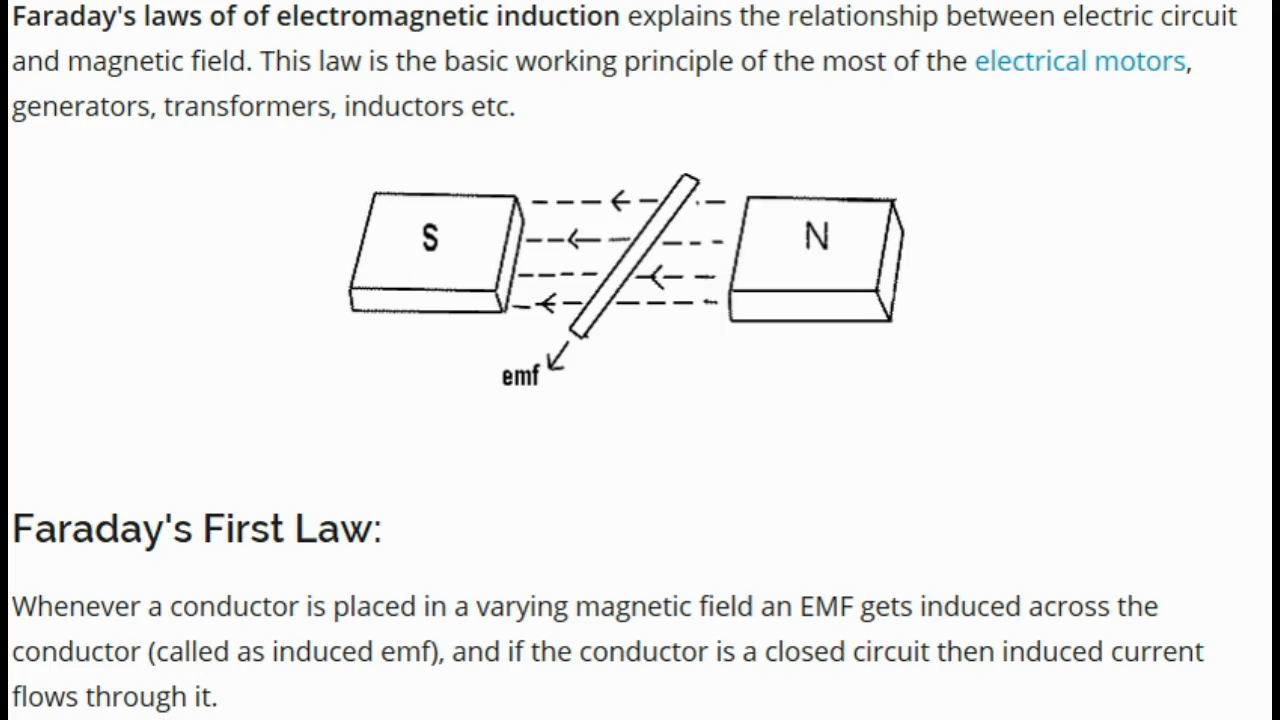 Faraday's laws of of electromagnetic induction explains the relationship between electric circuit
and magnetic field. This law is the basic working principle of the most of the electrical motors,
generators, transformers, inductors etc.
S
N
emf
Faraday's First Law:
Whenever a conductor is placed in a varying magnetic field an EMF gets induced across the
conductor (called as induced emf), and if the conductor is a closed circuit then induced current
flows through it.